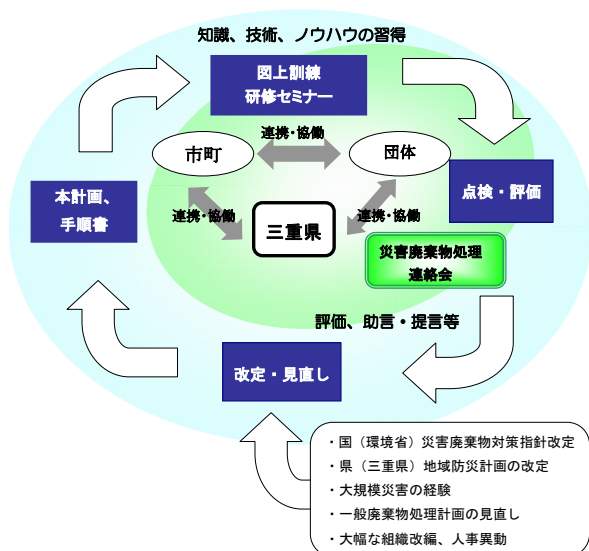 知識、技術、ノウハウの習得
図上訓練
研修セミナー
連携・協働
市町
団体
点検・評価
本計画、
手順書
連携・協働
連携・協働
三重県
災害廃棄物処理
連絡会
評価、助言・提言等
改定・見直し
・国（環境省）災害廃棄物対策指針改定
・県（三重県）地域防災計画の改定
・大規模災害の経験
・一般廃棄物処理計画の見直し
・大幅な組織改編、人事異動